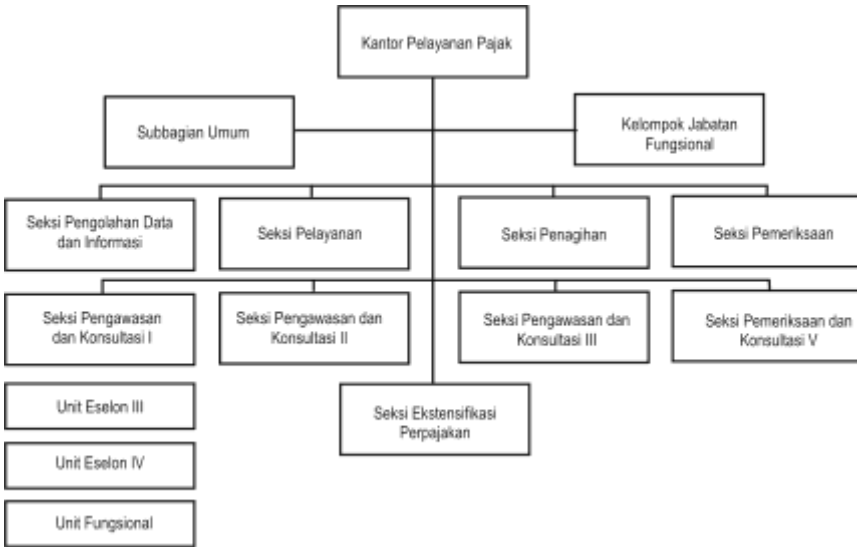 Kantor Pelayanan Pajak
Subbagian Umum
Kelompok Jabatan
Fungsional
Seksi Pengolahan Data
dan Informasi
Seksi Pelayanan
Seksi Penagihan
Seksi Pemeriksaan
Seksi Pengawasan
dan Konsultasi I
Seksi Pengawasan dan
Konsultasi II
Seksi Pengawasan dan
Konsultasi III
Seksi Pemeriksaan dan
Konsultasi V
Unit Eselon III
Seksi Ekstensifikasi
Perpajakan
Unit Eselon IV
Unit Fungsional